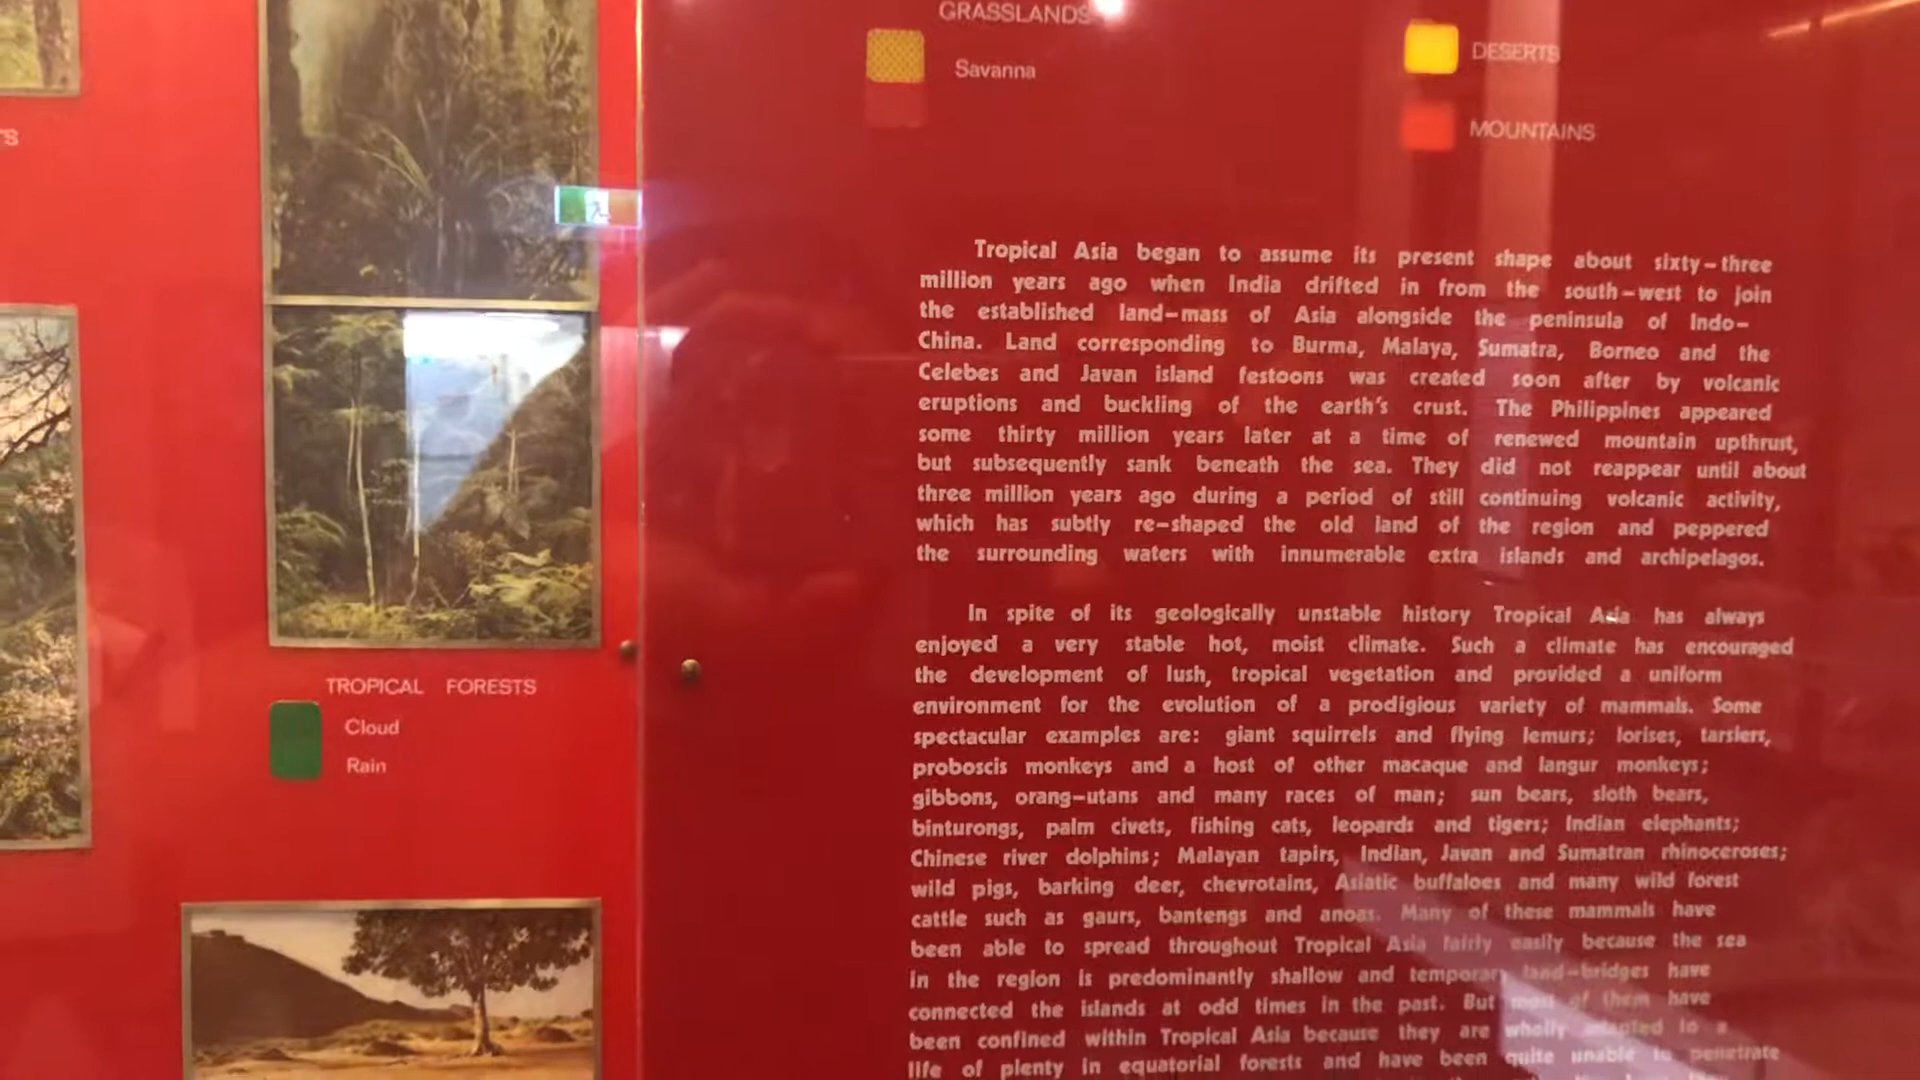 GRASSLANDS
Savanna
DESERTS
MOUNTAINS
TROPICAL FORESTS
Cloud
Rain
Tropical Asia began to assume its present shape about sixty-three
million years ago when India drifted in from the south-west to join
the established land-mass of Asia alongside the peninsula of Indo-
China. Land corresponding to Burma, Malaya, Sumatra, Borneo and the
Celebes and Javan island festoons was created soon after by volcanic
eruptions and buckling of the earth's crust. The Philippines appeared
some thirty million years later at a time of renewed mountain upthrust,
but subsequently sank beneath the sea. They did not reappear until about
three million years ago during a period of still continuing volcanic activity,
which has subtly re-shaped the old land of the region and peppered
the surrounding waters with innumerable extra islands and archipelagos.
In spite of its geologically unstable history Tropical Asia has always
enjoyed a very stable hot, moist climate. Such a climate has encouraged
the development of lush, tropical vegetation and provided a uniform
environment for the evolution of a prodigious variety of mammals. Some
spectacular examples are: giant squirrels and flying lemurs; lorises, tarsiers,
proboscis monkeys and a host of other macaque and langur monkeys;
gibbons, orang-utans and many races of man; sun bears, sloth bears,
binturongs, palm civets, fishing cats, leopards and tigers; Indian elephants;
Chinese river dolphins; Malayan tapirs, Indian, Javan and Sumatran rhinoceroses;
wild pigs, barking deer, chevrotains, Asiatic buffaloes and many wild forest
cattle such as gaurs, bantengs and anoas. Many of these mammals have
been able to spread throughout Tropical Asia fairly easily because the sea
in the region is predominantly shallow and temporary land-bridges have
connected the islands at odd times in the past. But most of them have
been confined within Tropical Asia because they are wholly adapted to a
life of plenty in equatorial forests and have been quite unable to penetrate